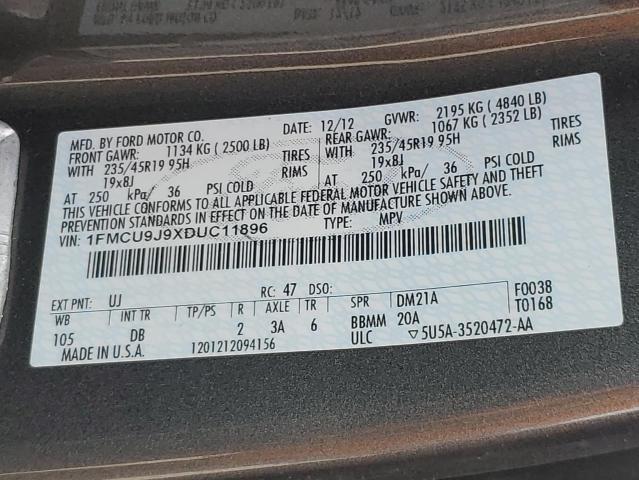 MFD. BY FORD MOTOR CO.
DATE: 12/12
GVWR: 2195 KG ( 4840 LB)
FRONT GAWR: 1134 KG ( 2500 LB)
REAR GAWR: 1067 KG ( 2352 LB)
WITH 235/45R19 95H TIRES
WITH 235/45R19 95H TIRES
19x8J RIMS
19x8J RIMS
AT 250 kPa/ 36 PSI COLD
AT 250 kPa/ 36 PSI COLD
THIS VEHICLE CONFORMS TO ALL APPLICABLE FEDERAL MOTOR VEHICLE SAFETY AND THEFT
PREVENTION STANDARDS IN EFFECT ON THE DATE OF MANUFACTURE SHOWN ABOVE.
VIN: 1FMCU9J9XDUC11896
TYPE: MPV
EXT PNT: UJ RC: 47 DSO: F0038
WB INT TR TP/PS R AXLE TR SPR DM21A T0168
105 DB 2 3A 6 BBMM 20A
MADE IN U.S.A. 1201212094156 ULC ▽5U5A-3520472-AA